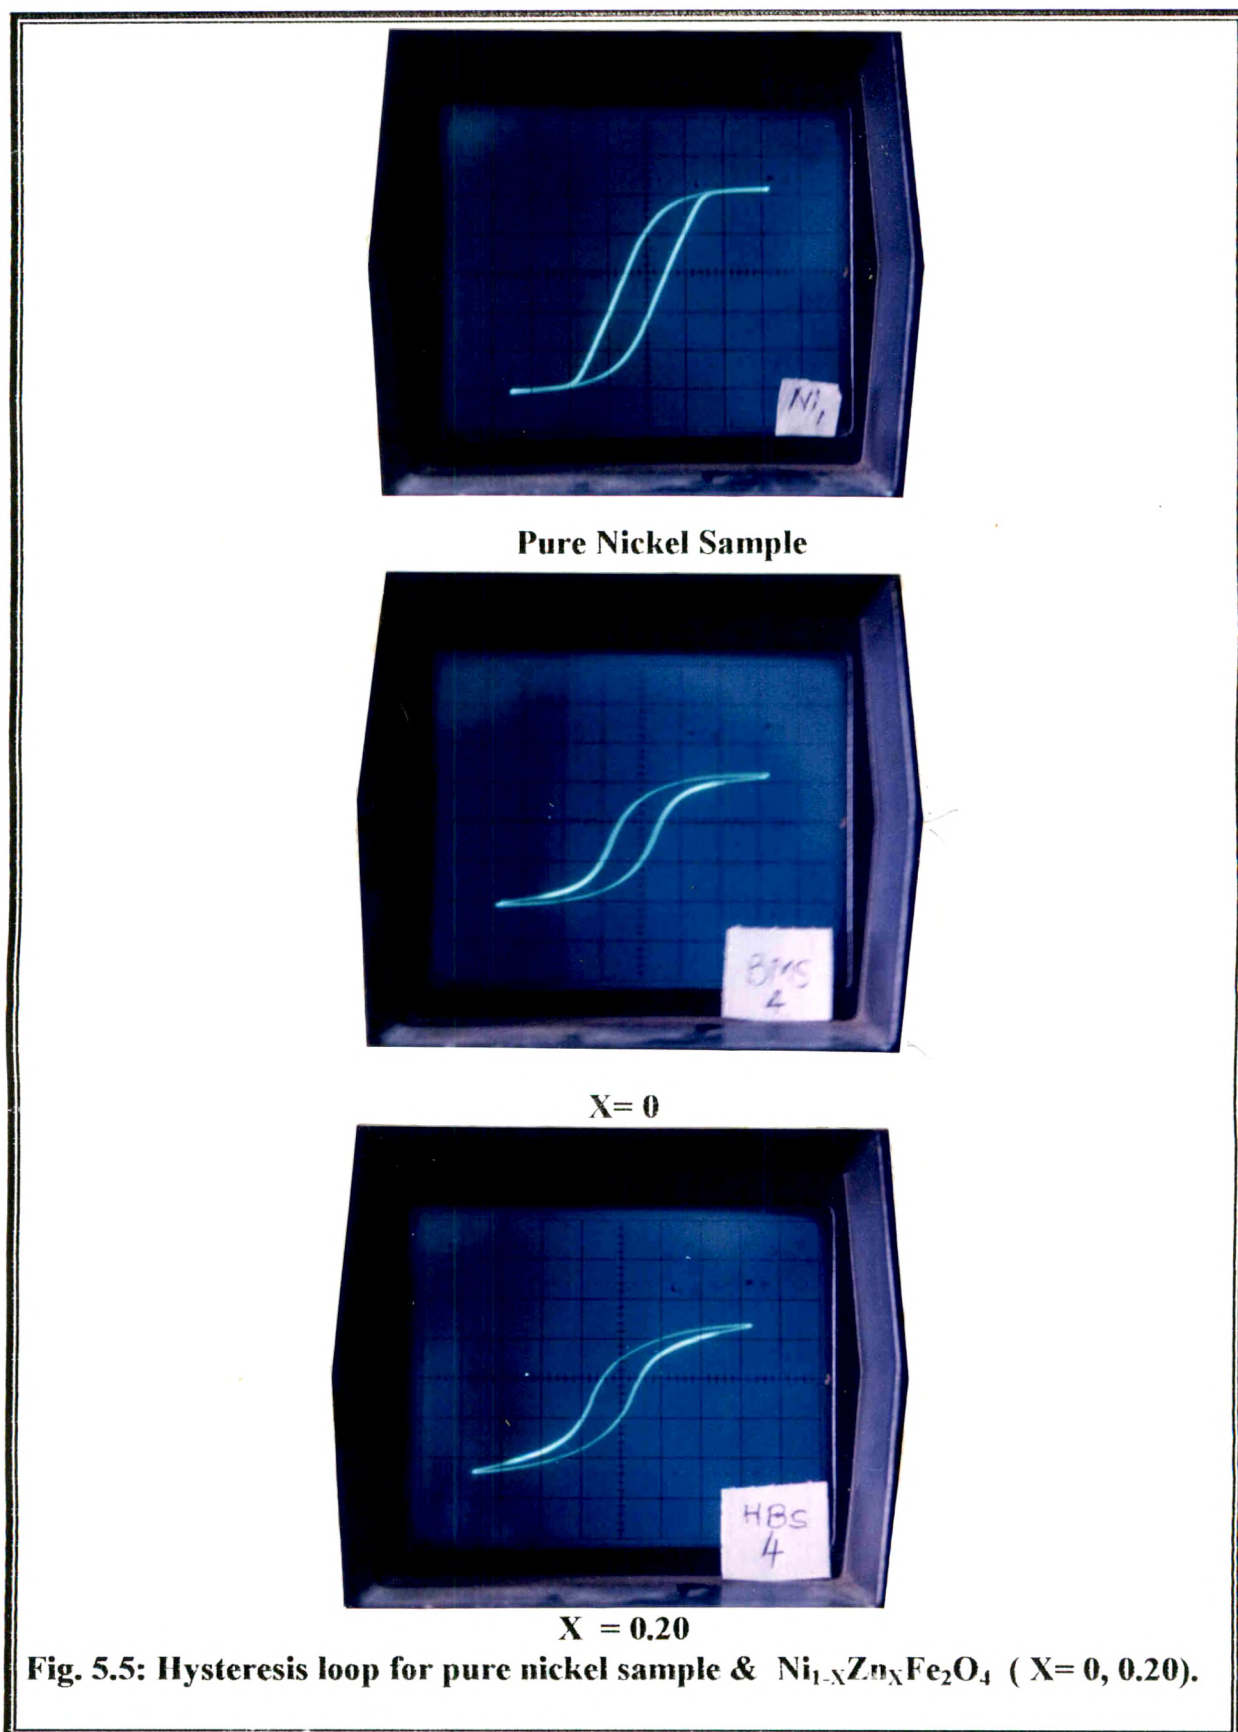 Ni₁
Pure Nickel Sample
BMS
4
X= 0
HBS
4
X = 0.20
Fig. 5.5: Hysteresis loop for pure nickel sample & Ni₁₋XZnXFe₂O₄ ( X= 0, 0.20).